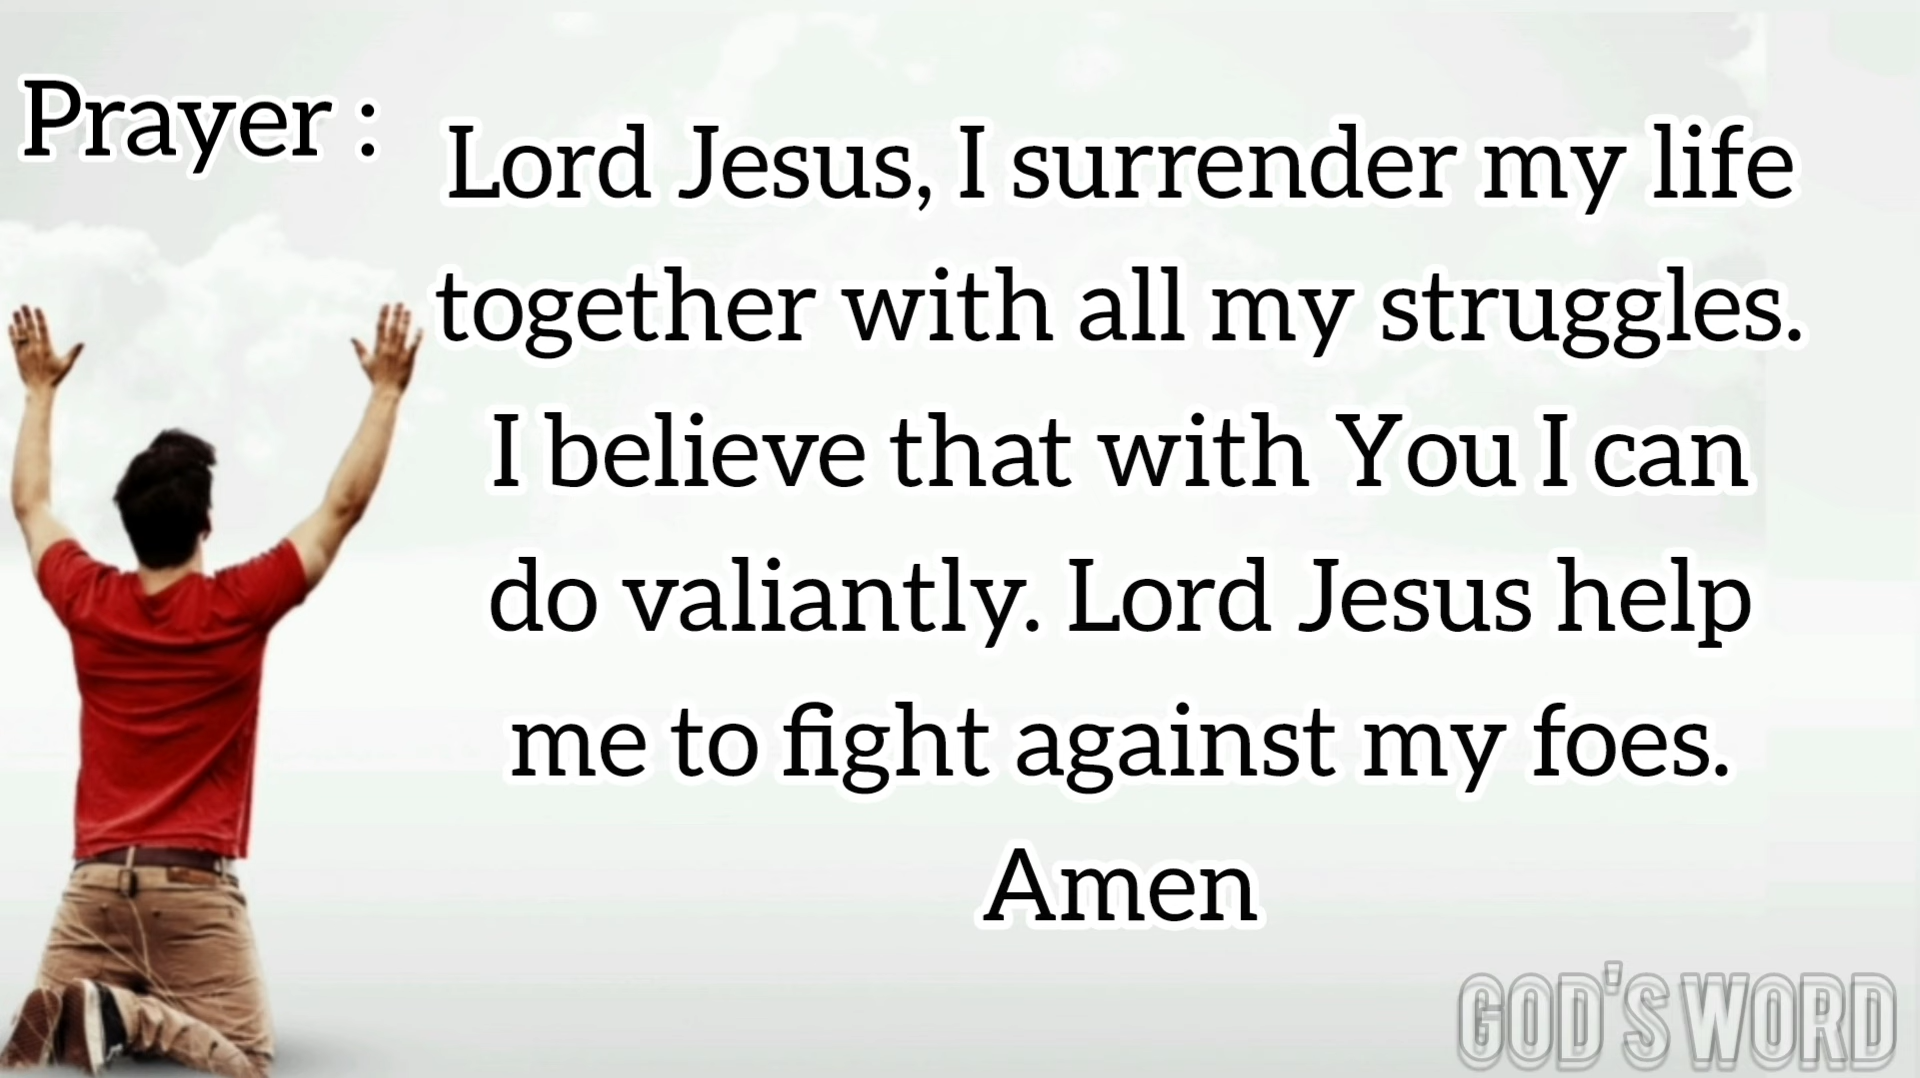 Prayer :
Lord Jesus, I surrender my life
together with all my struggles.
I believe that with You I can
do valiantly. Lord Jesus help
me to fight against my foes.
Amen
GOD'S WORD